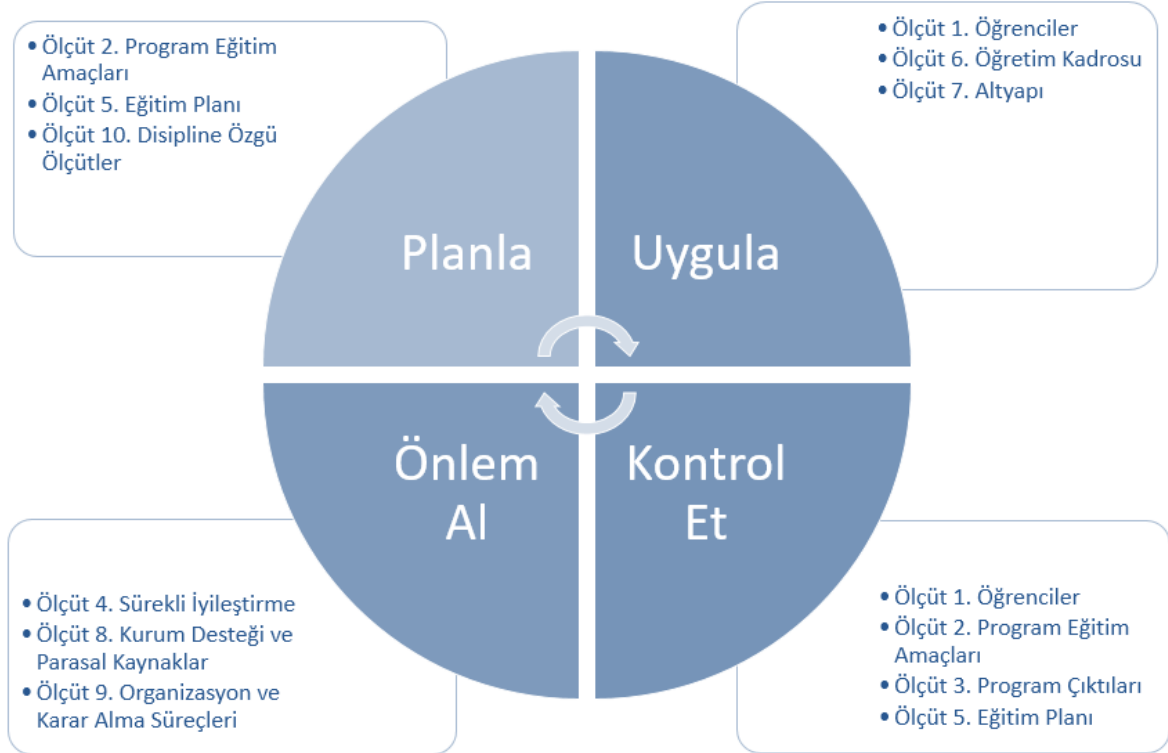 • Ölçüt 2. Program Eğitim
Amaçları
• Ölçüt 5. Eğitim Planı
• Ölçüt 10. Disipline Özgü
Ölçütler
• Ölçüt 1. Öğrenciler
• Ölçüt 6. Öğretim Kadrosu
• Ölçüt 7. Altyapı
Planla
Uygula
Önlem
Al
Kontrol
Et
• Ölçüt 4. Sürekli İyileştirme
• Ölçüt 8. Kurum Desteği ve
Parasal Kaynaklar
• Ölçüt 9. Organizasyon ve
Karar Alma Süreçleri
• Ölçüt 1. Öğrenciler
• Ölçüt 2. Program Eğitim
Amaçları
• Ölçüt 3. Program Çıktıları
• Ölçüt 5. Eğitim Planı